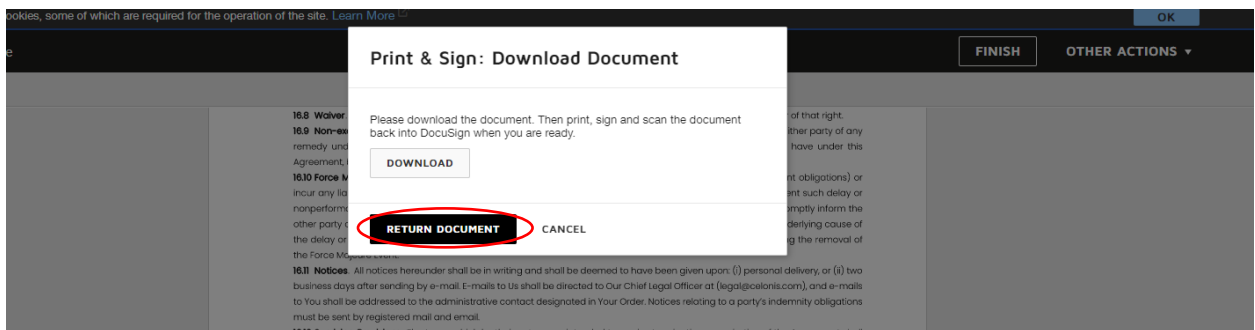 ookies, some of which are required for the operation of the site. Learn More
OK
e
FINISH
OTHER ACTIONS
Print & Sign: Download Document
Please download the document. Then print, sign and scan the document
back into DocuSign when you are ready.
DOWNLOAD
RETURN DOCUMENT
CANCEL
16.8 Waiver. of that right.
16.9 Non-ex ither party of any
remedy und have under this
Agreement,
16.10 Force M nt obligations) or
incur any lia ent such delay or
nonperforma omptly inform the
other party o derlying cause of
the delay or g the removal of
the Force Majeure Event.
16.11 Notices. All notices hereunder shall be in writing and shall be deemed to have been given upon: (i) personal delivery, or (ii) two
business days after sending by e-mail. E-mails to Us shall be directed to Our Chief Legal Officer at (legal@celonis.com), and e-mails
to You shall be addressed to the administrative contact designated in Your Order. Notices relating to a party's indemnity obligations
must be sent by registered mail and email.